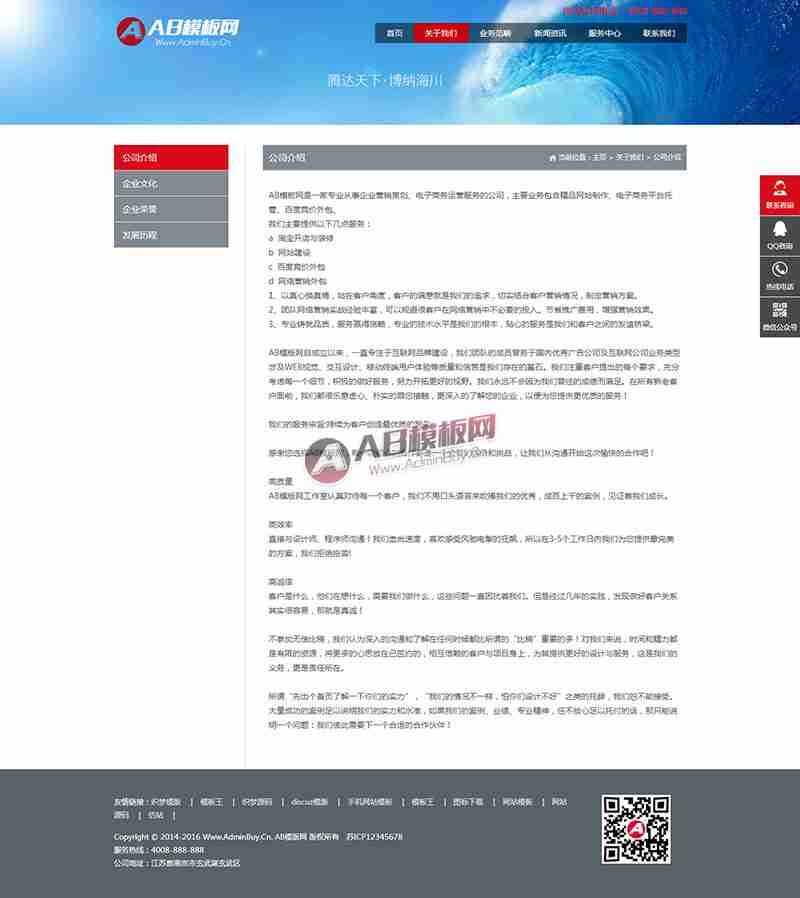 AB模板网
Www.AdminBuy.Cn
首页
关于我们
业务范畴
新闻资讯
服务中心
联系我们
腾达天下·博纳海川
公司介绍
企业文化
企业荣誉
发展历程
公司介绍
当前位置：主页 > 关于我们 > 公司介绍
联系咨询
QQ咨询
热线电话
微信公众号
AB模板网是一家专业从事企业营销策划、电子商务运营服务的公司，主要业务包含精品网站制作、电子商务平台托
管、百度竞价外包。
我们主要提供以下几点服务：
a 淘宝开店与装修
b 网站建设
c 百度竞价外包
d 网络营销外包
1、以真心换真情，站在客户角度，客户的满意就是我们的追求，切实结合客户营销情况，制定营销方案。
2、团队网络营销实战经验丰富，可以规避很客户在网络营销中不必要的投入。节省推广费用，增强营销效果。
3、专业铸就品质，服务赢得信赖，专业的技术水平是我们的根本，贴心的服务是我们和客户之间的友谊桥梁。
AB模板网自成立以来，一直专注于互联网品牌建设，我们团队的成员曾务于国内优秀广告公司及互联网公司业务类型
涉及WEB视觉、交互设计、移动终端用户体验等质量和信誉是我们存在的基石。我们注重客户提出的每个要求，充分
考虑每一个细节，积极的做好服务，努力开拓更好的视野。我们永远不会因为我们曾经的成绩而满足。在所有新老客
户面前，我们都很乐意虚心、朴实的跟您接触，更深入的了解您的企业，以便为您提供更优质的服务！
我们的服务宗旨:持续为客户创造最优质的服务
AB模板网
Www.AdminBuy.Cn
感谢您选择 和挑战，让我们从沟通开始这次愉快的合作吧！
高质量
AB模板网工作室认真对待每一个客户，我们不用口头语言来吹捧我们的优秀，成百上千的案例，见证着我们成长。
高效率
直接与设计师、程序师沟通！我们崇尚速度，喜欢感受风驰电掣的狂飙，所以在3-5个工作日内我们为您提供最完美
的方案，我们拒绝拖沓!
高诚信
客户是什么，他们在想什么，需要我们做什么，这些问题一直困扰着我们。但是经过几年的实践，发现做好客户关系
其实很容易，那就是真诚！
不参加无偿比稿，我们认为深入的沟通和了解在任何时候都比所谓的“比稿”重要的多！对我们来说，时间和精力都
是有限的资源，将更多的心思放在已签约的，相互信赖的客户与项目身上，为其提供更好的设计与服务，这是我们的
义务，更是责任所在。
所谓“先出个首页了解一下你们的实力”，“我们的情况不一样，怕你们设计不好”之类的托辞，我们恕不能接受。
大量成功的案例足以说明我们的实力和水准，如果我们的案例、业绩、专业精神，任不给心足以托付的话，那只能说
明一个问题：我们彼此需要下一个合适的合作伙伴！
友情链接：织梦模板 | 模板王 | 织梦源码 | discuz模板 | 手机网站模板 | 模板王 | 图标下载 | 网站模板 | 网站
源码 | 仿站 |
Copyright © 2014-2016 Www.AdminBuy.Cn. AB模板网 版权所有 苏ICP12345678
服务热线：4008-888-888
公司地址：江苏省南京市玄武区玄武湖